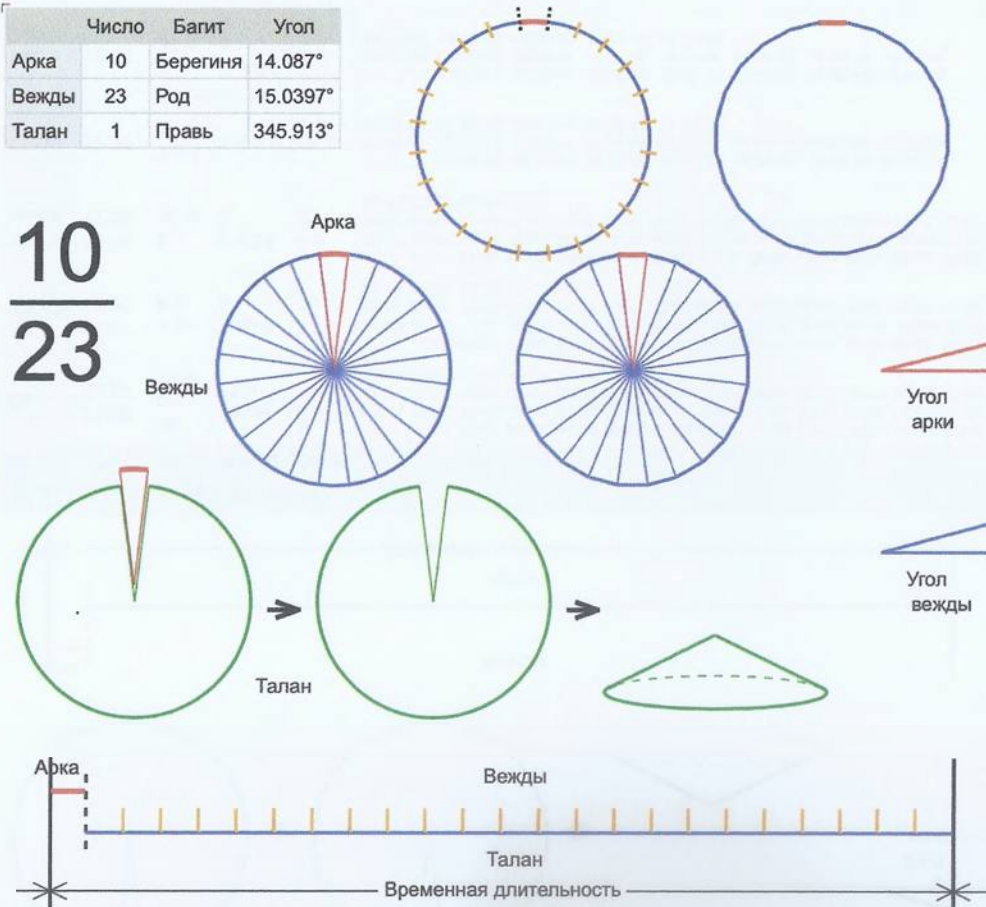 Число Багит Угол
Арка 10 Берегиня 14.087°
Вежды 23 Род 15.0397°
Талан 1 Правь 345.913°
10
23
Арка
Вежды
Угол
арки
Угол
вежды
Талан
Арка
Вежды
Талан
Временная длительность